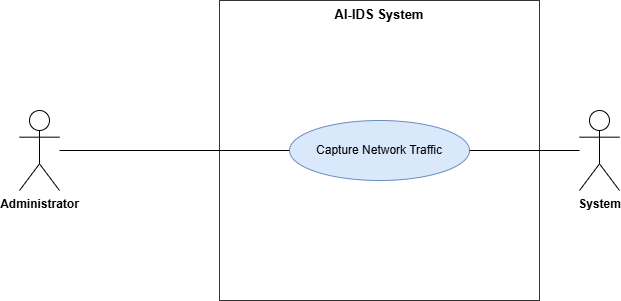 AI-IDS System
Capture Network Traffic
Administrator
System